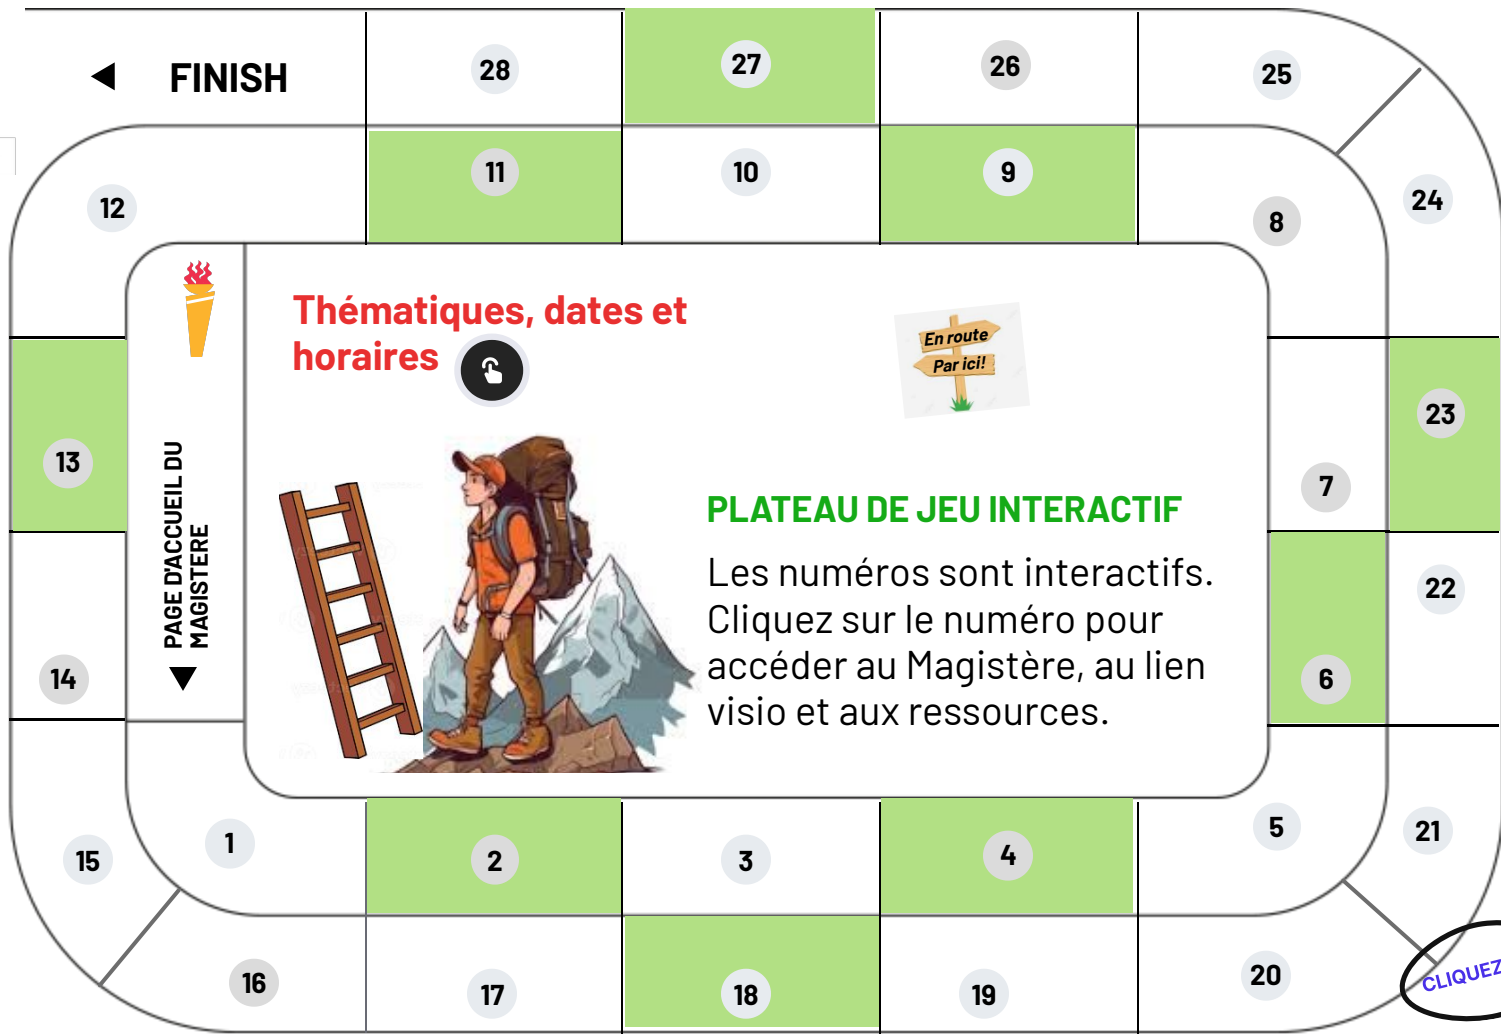 FINISH
28
27
26
25
12
11
10
9
8
24
Thématiques, dates et
horaires
En route
Par ici!
13
PAGE D'ACCUEIL DU
MAGISTERE
23
7
PLATEAU DE JEU INTERACTIF
Les numéros sont interactifs.
Cliquez sur le numéro pour
accéder au Magistère, au lien
visio et aux ressources.
22
14
6
15
1
2
3
4
5
21
16
17
18
19
20
CLIQUEZ